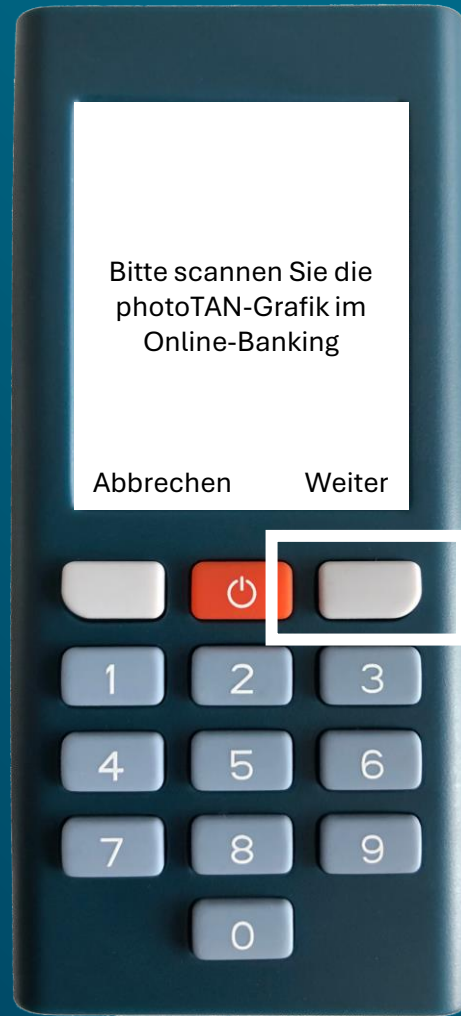 Bitte scannen Sie die
photoTAN-Grafik im
Online-Banking
Abbrechen Weiter
1 2 3
4 5 6
7 8 9
0